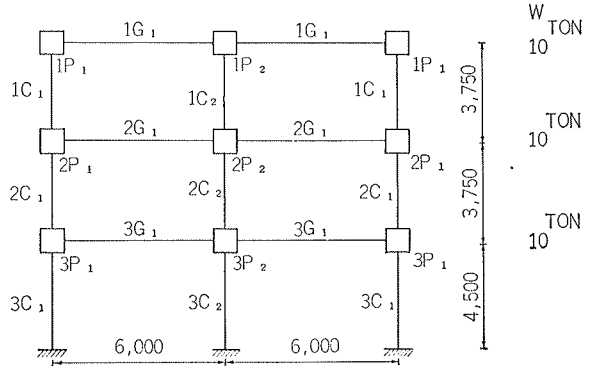 1G₁ 1G₁ W
1P₁ 1P₂ 1P₁ 10 TON
1C₁ 1C₂ 1C₁ 3,750
2G₁ 2G₁ 10 TON
2P₁ 2P₂ 2P₁
2C₁ 2C₂ 2C₁ 3,750
3G₁ 3G₁ 10 TON
3P₁ 3P₂ 3P₁
3C₁ 3C₂ 3C₁ 4,500
6,000 6,000